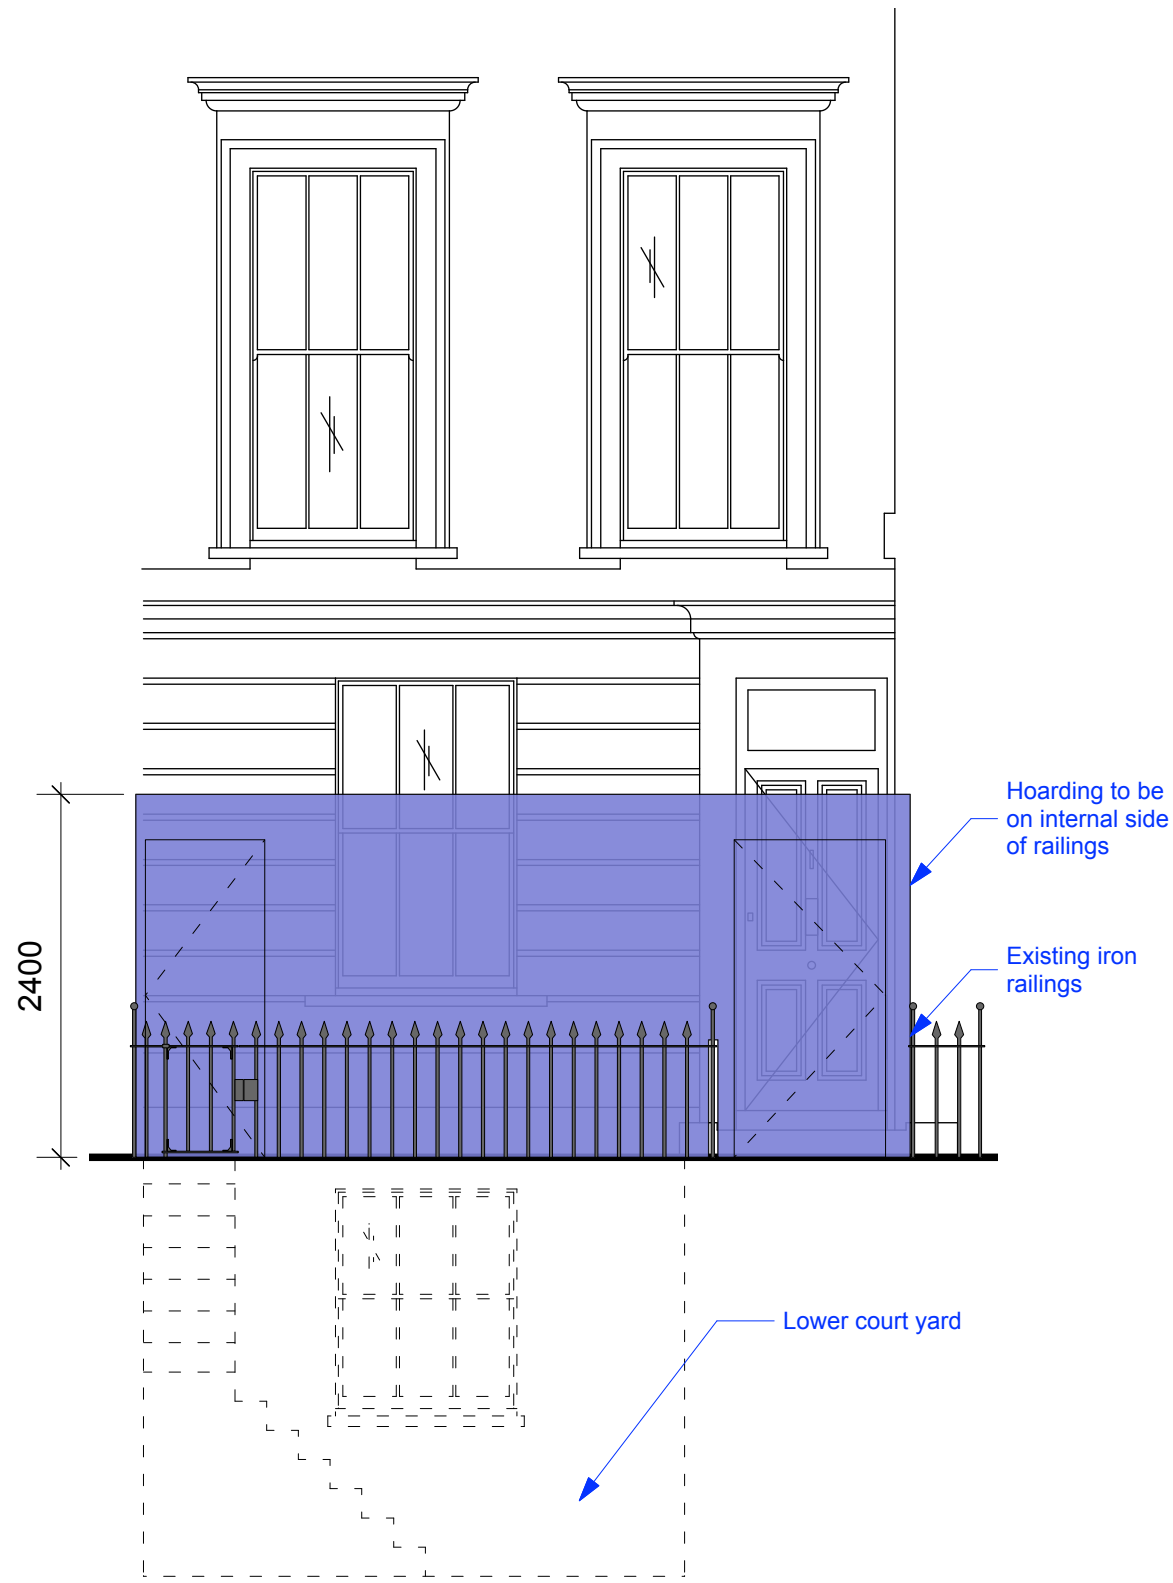 Hoarding to be
on internal side
of railings
2400
Existing iron
railings
Lower court yard